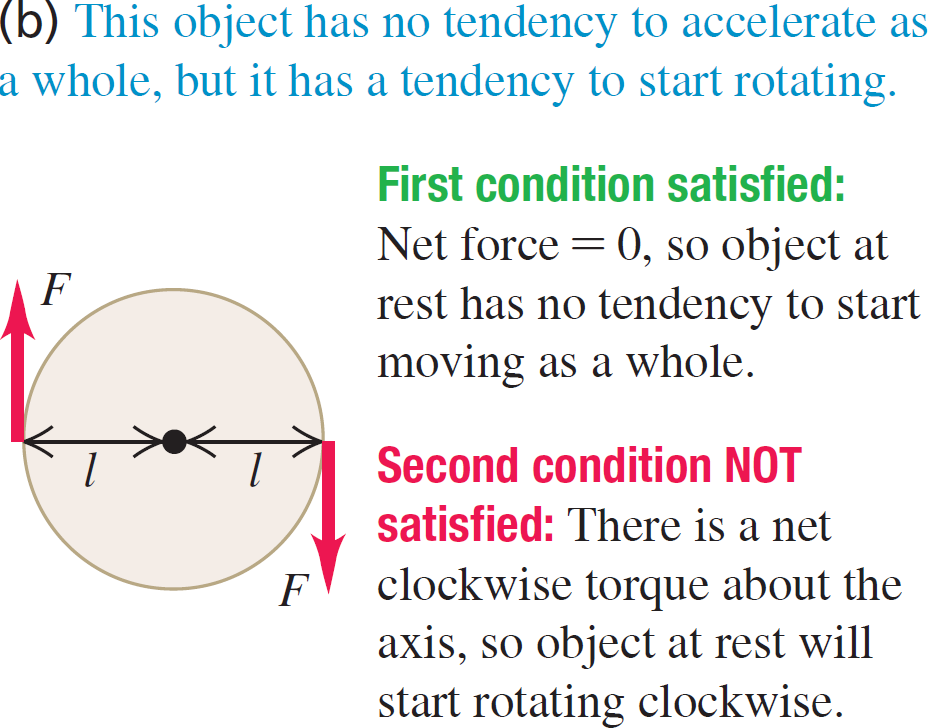 (b) This object has no tendency to accelerate as
a whole, but it has a tendency to start rotating.
First condition satisfied:
Net force = 0, so object at
rest has no tendency to start
moving as a whole.
F
l
l
F
Second condition NOT
satisfied: There is a net
clockwise torque about the
axis, so object at rest will
start rotating clockwise.